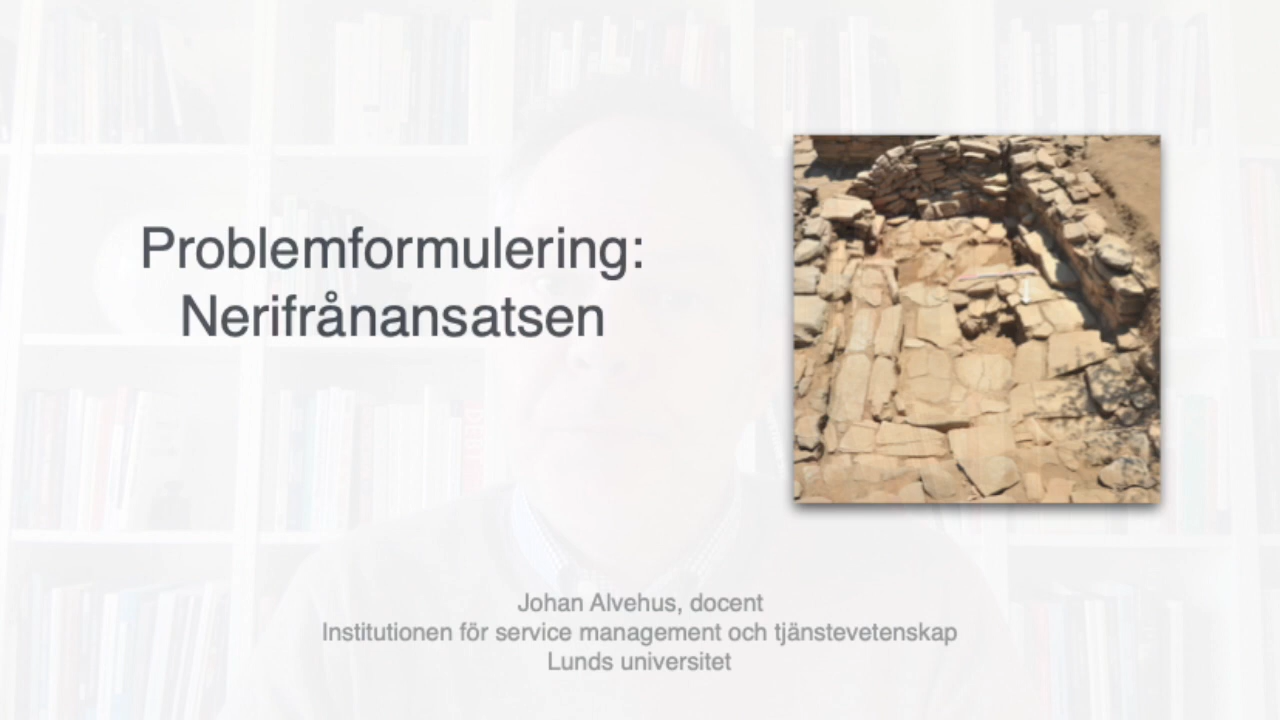 Problemformulering:
Nerifrånansatsen
Johan Alvehus, docent
Institutionen för service management och tjänstevetenskap
Lunds universitet